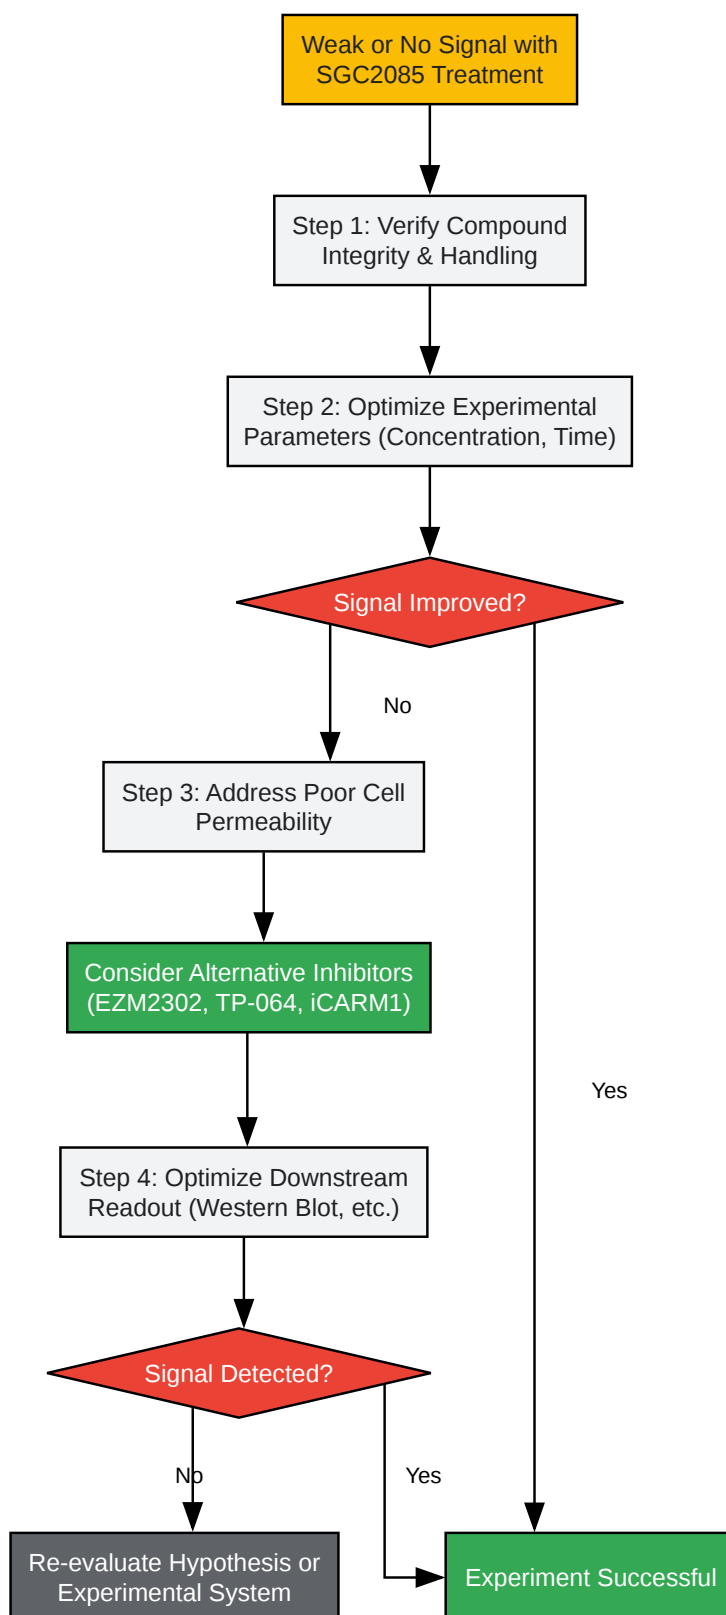 Weak or No Signal with
SGC2085 Treatment
Step 1: Verify Compound
Integrity & Handling
Step 2: Optimize Experimental
Parameters (Concentration, Time)
Signal Improved?
No
Step 3: Address Poor Cell
Permeability
Consider Alternative Inhibitors
(EZM2302, TP-064, iCARM1)
Yes
Step 4: Optimize Downstream
Readout (Western Blot, etc.)
Signal Detected?
No
Yes
Re-evaluate Hypothesis or
Experimental System
Experiment Successful